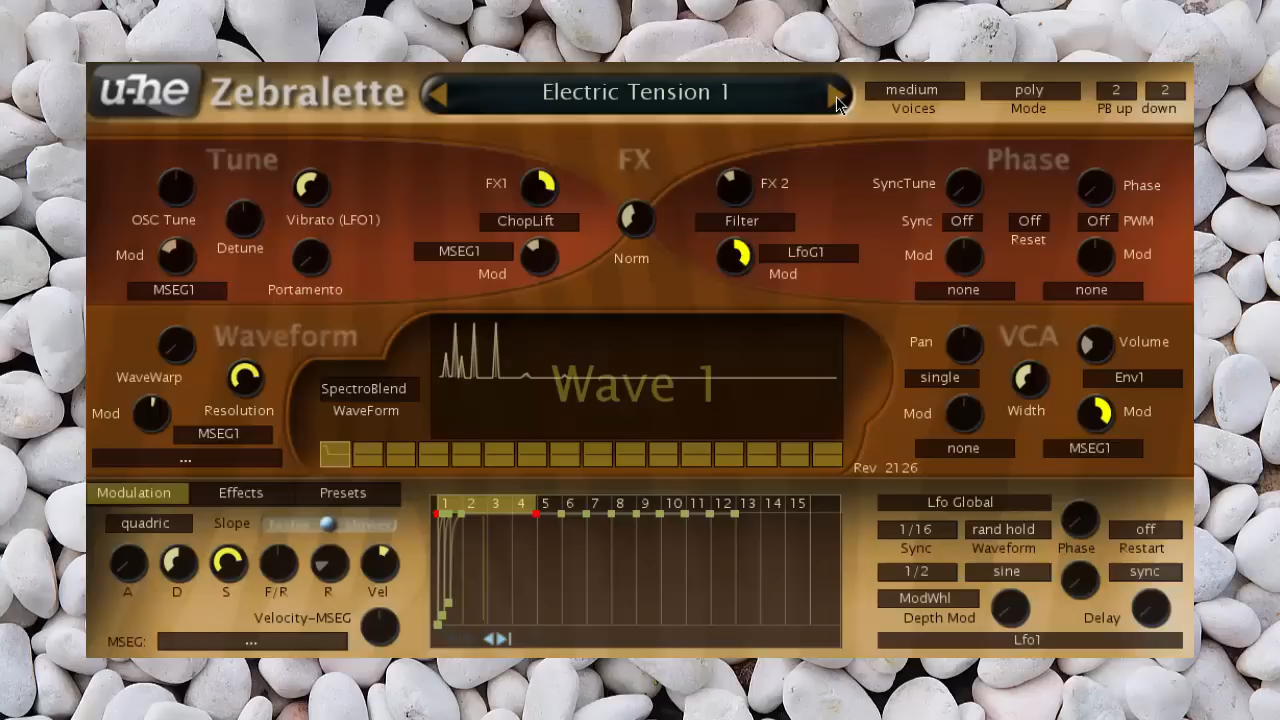 u-he Zebralette
Electric Tension 1
medium poly 2 2
Voices Mode PB up down
Tune FX Phase
FX1 FX 2 SyncTune Phase
OSC Tune Vibrato (LFO1) ChopLift Filter Sync Off Off Off PWM
Detune Reset
Mod MSEG1 Norm LfoG1 Mod Mod
Mod Mod
MSEG1 Portamento none none
Waveform VCA
Pan Volume
WaveWarp single Env1
SpectroBlend Wave 1
Resolution WaveForm Width
Mod Mod Mod
MSEG1
... none MSEG1
Rev 2126
Modulation Effects Presets
1 2 3 4 5 6 7 8 9 10 11 12 13 14 15
Lfo Global
quadric Slope 1/16 rand hold off
Sync Waveform Phase Restart
1/2 sine sync
A D S F/R R Vel
ModWhl
Velocity-MSEG Depth Mod Delay
MSEG: ... Lfo1